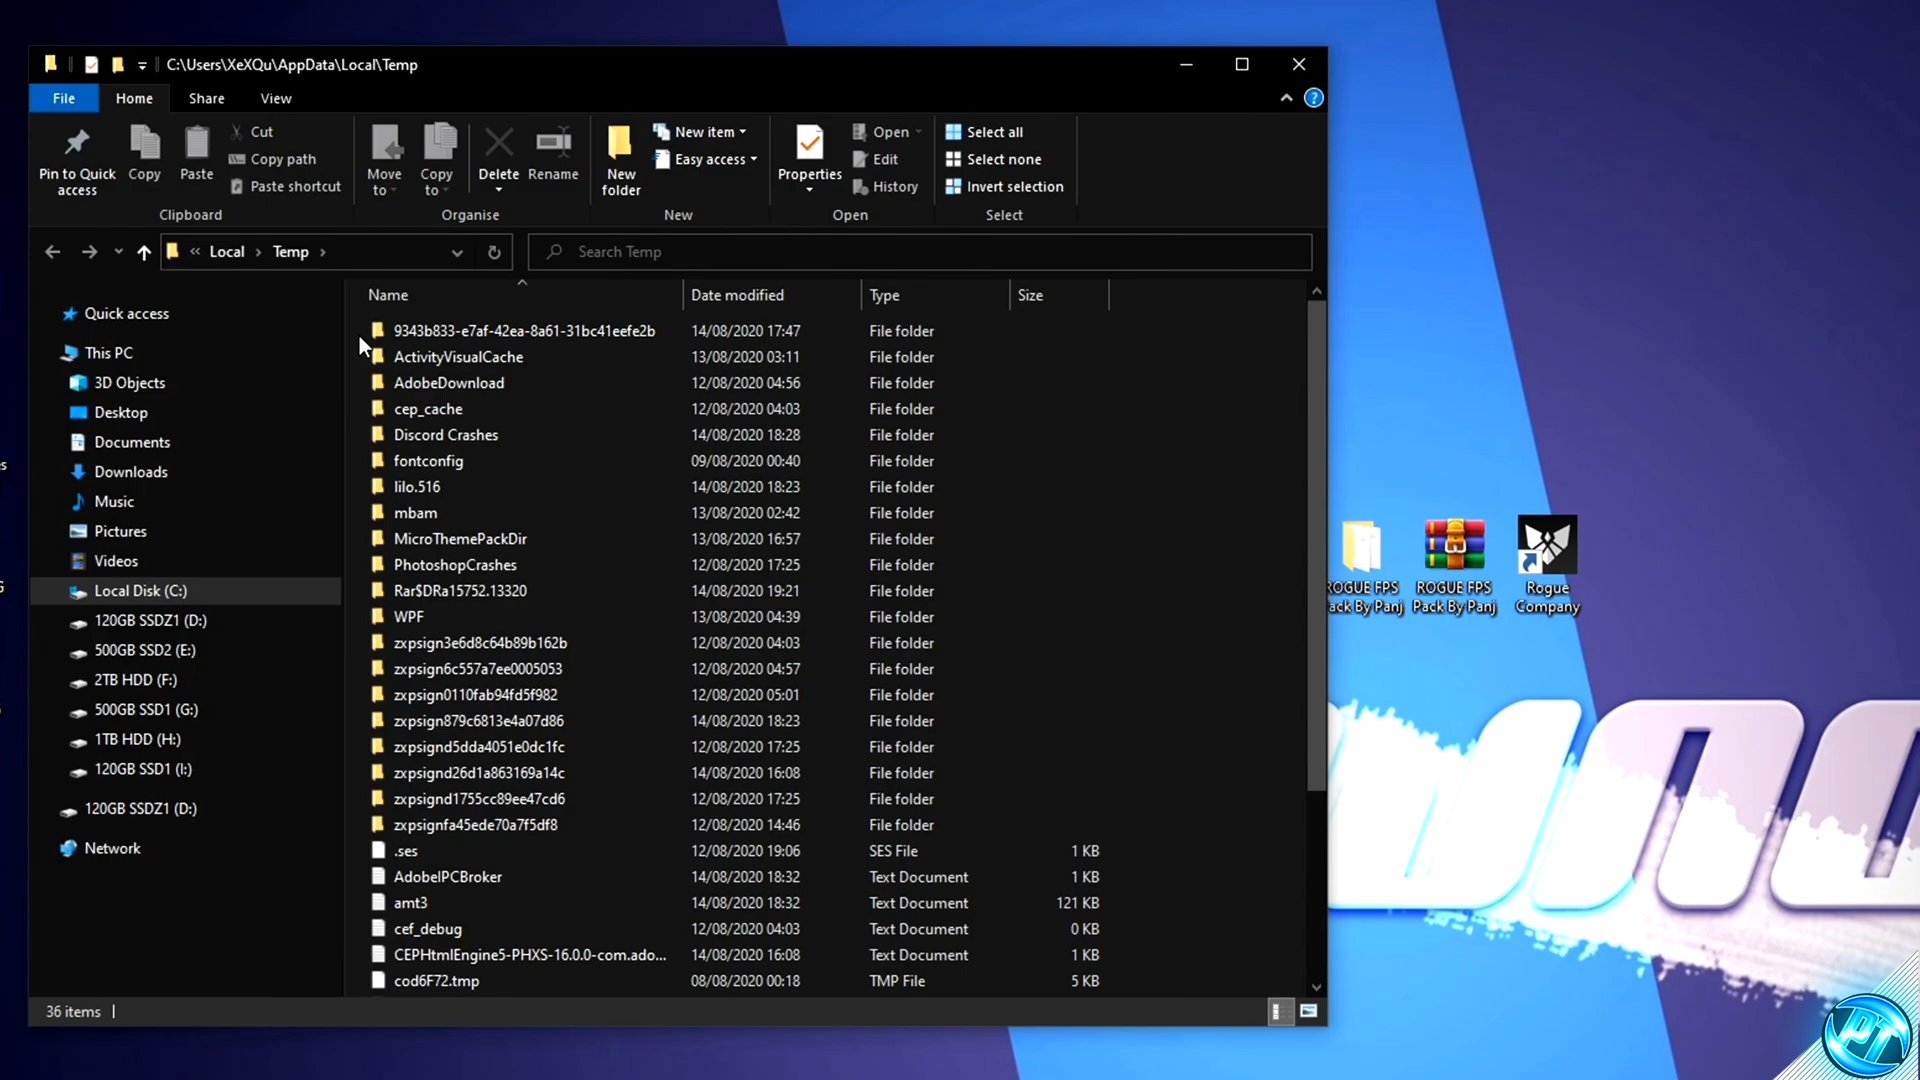 C:\Users\XeXQu\AppData\Local\Temp
File Home Share View
Pin to Quick access
Copy
Paste
Cut
Copy path
Paste shortcut
Clipboard
Move to
Copy to
Delete
Rename
Organise
New folder
New item
Easy access
New
Properties
Open
Edit
History
Open
Select all
Select none
Invert selection
Select
« Local > Temp >
Search Temp
Quick access
This PC
3D Objects
Desktop
Documents
Downloads
Music
Pictures
Videos
Local Disk (C:)
120GB SSDZ1 (D:)
500GB SSD2 (E:)
2TB HDD (F:)
500GB SSD1 (G:)
1TB HDD (H:)
120GB SSD1 (I:)
120GB SSDZ1 (D:)
Network
Name Date modified Type Size
9343b833-e7af-42ea-8a61-31bc41eefe2b 14/08/2020 17:47 File folder
ActivityVisualCache 13/08/2020 03:11 File folder
AdobeDownload 12/08/2020 04:56 File folder
cep_cache 12/08/2020 04:03 File folder
Discord Crashes 14/08/2020 18:28 File folder
fontconfig 09/08/2020 00:40 File folder
lilo.516 14/08/2020 18:23 File folder
mbam 13/08/2020 02:42 File folder
MicroThemePackDir 13/08/2020 16:57 File folder
PhotoshopCrashes 12/08/2020 17:25 File folder
Rar$DRa15752.13320 14/08/2020 19:21 File folder
WPF 13/08/2020 04:39 File folder
zxpsign3e6d8c64b89b162b 12/08/2020 04:03 File folder
zxpsign6c557a7ee0005053 12/08/2020 04:57 File folder
zxpsign0110fab94fd5f982 12/08/2020 05:01 File folder
zxpsign879c6813e4a07d86 14/08/2020 18:23 File folder
zxpsignd5dda4051e0dc1fc 12/08/2020 17:25 File folder
zxpsignd26d1a863169a14c 14/08/2020 16:08 File folder
zxpsignd1755cc89ee47cd6 12/08/2020 17:25 File folder
zxpsignfa45ede70a7f5df8 12/08/2020 14:46 File folder
.ses 12/08/2020 19:06 SES File 1 KB
AdobeIPCBroker 14/08/2020 18:32 Text Document 1 KB
amt3 14/08/2020 18:32 Text Document 121 KB
cef_debug 12/08/2020 04:03 Text Document 0 KB
CEPHtmlEngine5-PHXS-16.0.0-com.ado... 14/08/2020 16:08 Text Document 1 KB
cod6F72.tmp 08/08/2020 00:18 TMP File 5 KB
36 items
ROGUE FPS
ack By Panj
ROGUE FPS
Pack By Panj
Rogue
Company